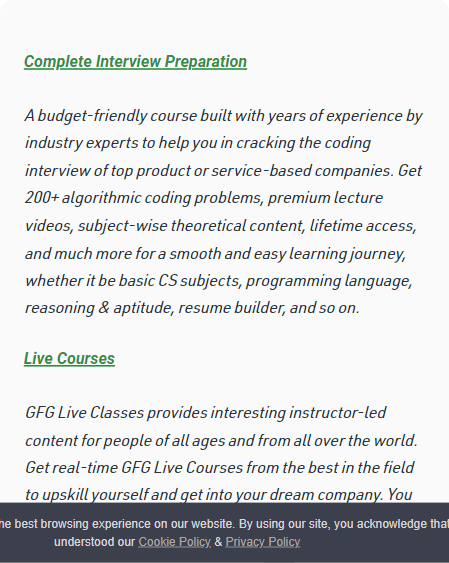 Complete Interview Preparation
A budget-friendly course built with years of experience by
industry experts to help you in cracking the coding
interview of top product or service-based companies. Get
200+ algorithmic coding problems, premium lecture
videos, subject-wise theoretical content, lifetime access,
and much more for a smooth and easy learning journey,
whether it be basic CS subjects, programming language,
reasoning & aptitude, resume builder, and so on.
Live Courses
GFG Live Classes provides interesting instructor-led
content for people of all ages and from all over the world.
Get real-time GFG Live Courses from the best in the field
to upskill yourself and get into your dream company. You
he best browsing experience on our website. By using our site, you acknowledge that
understood our Cookie Policy & Privacy Policy